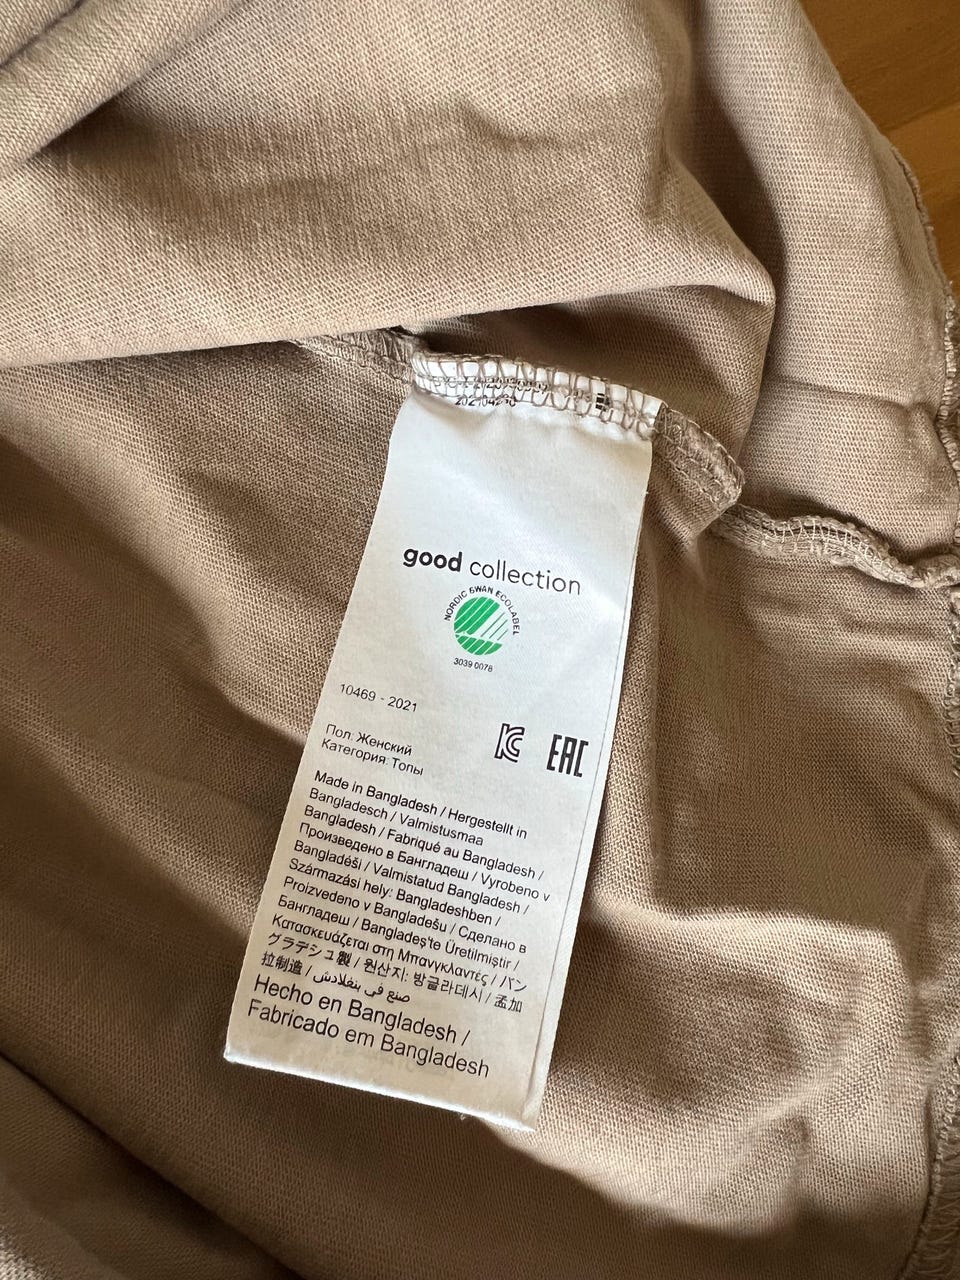 good collection
NORDIC SWAN ECOLABEL
3039 0078
10469 - 2021
Пол: Женский
Категория: Топы
EAC
Made in Bangladesh / Hergestellt in
Bangladesch / Valmistusmaa
Bangladesh / Fabriqué au Bangladesh /
Произведено в Бангладеш / Vyrobeno v
Bangladéši / Valmistatud Bangladesh /
Származási hely: Bangladeshben /
Proizvedeno v Bangladešu / Сделано в
Бангладеш / Bangladeş'te Üretilmiştir /
Κατασκευάζεται στη Μπανγκλαντές / バン
グラデシュ製 / 원산지: 방글라데시 / 孟加
拉制造 / صنع في بنغلادش
Hecho en Bangladesh /
Fabricado em Bangladesh